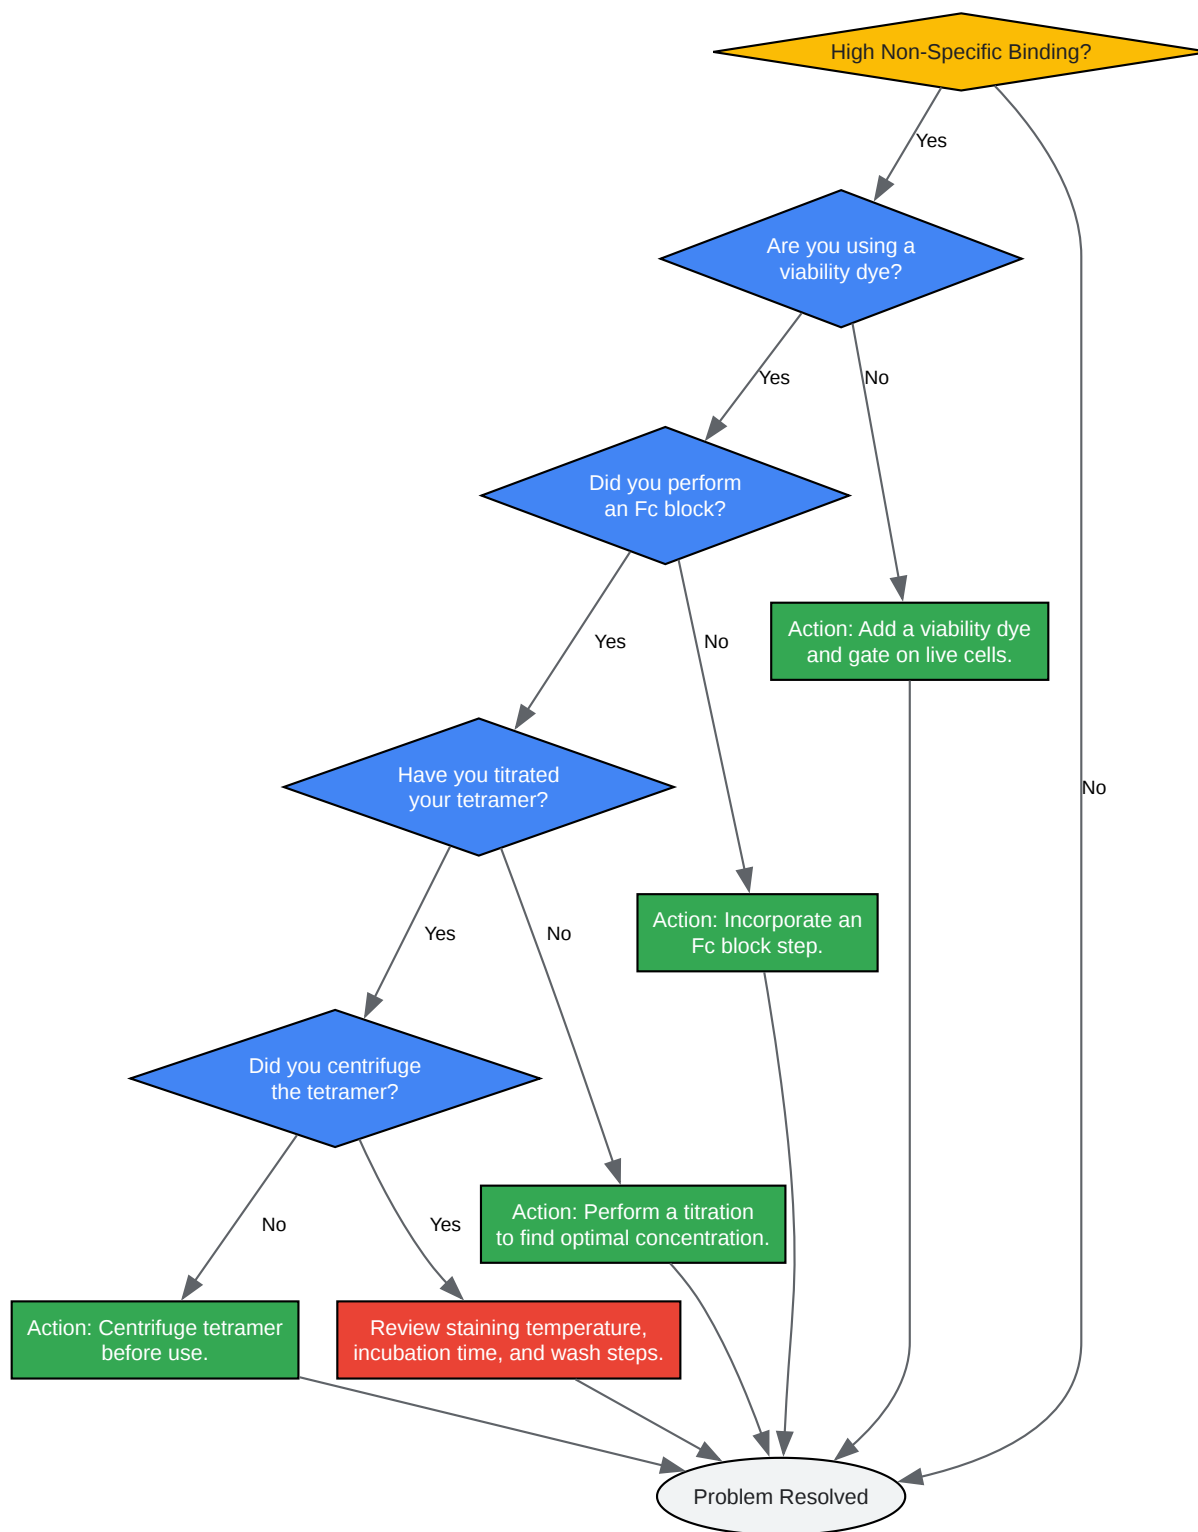 High Non-Specific Binding?
Yes
Are you using a
viability dye?
Yes
No
Did you perform
an Fc block?
Action: Add a viability dye
and gate on live cells.
Yes
No
Have you titrated
your tetramer?
No
Action: Incorporate an
Fc block step.
Yes
No
Did you centrifuge
the tetramer?
Action: Perform a titration
to find optimal concentration.
No
Yes
Action: Centrifuge tetramer
before use.
Review staining temperature,
incubation time, and wash steps.
Problem Resolved